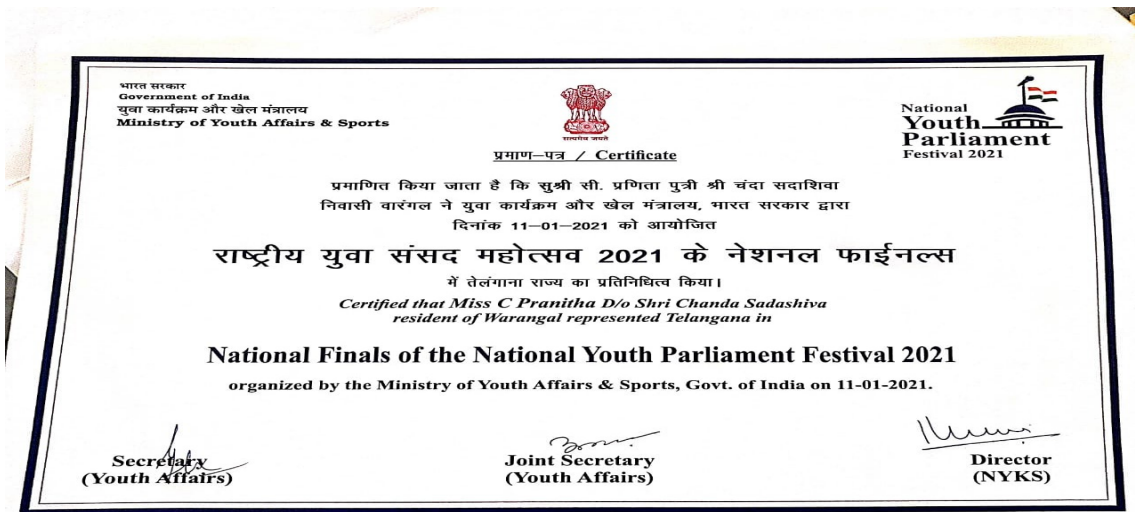 भारत सरकार
Government of India
युवा कार्यक्रम और खेल मंत्रालय
Ministry of Youth Affairs & Sports
सत्यमेव जयते
National
Youth
Parliament
Festival 2021
प्रमाण–पत्र / Certificate
प्रमाणित किया जाता है कि सुश्री सी. प्रणिता पुत्री श्री चंदा सदाशिवा
निवासी वारंगल ने युवा कार्यक्रम और खेल मंत्रालय, भारत सरकार द्वारा
दिनांक 11–01–2021 को आयोजित
राष्ट्रीय युवा संसद महोत्सव 2021 के नेशनल फाईनल्स
में तेलंगाना राज्य का प्रतिनिधित्व किया।
Certified that Miss C Pranitha D/o Shri Chanda Sadashiva
resident of Warangal represented Telangana in
National Finals of the National Youth Parliament Festival 2021
organized by the Ministry of Youth Affairs & Sports, Govt. of India on 11-01-2021.
Secretary
(Youth Affairs)
Joint Secretary
(Youth Affairs)
Director
(NYKS)